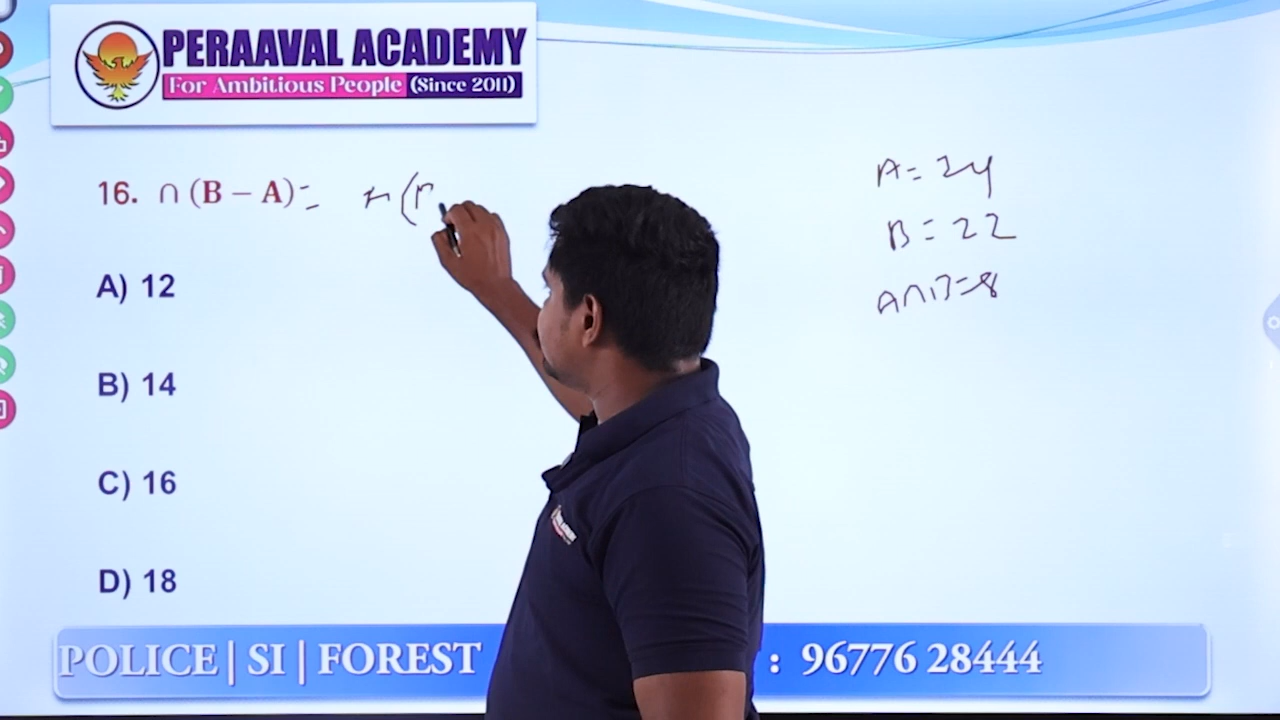 PERAAVAL ACADEMY
For Ambitious People (Since 2011)
16. ∩ (B – A) = n(
A = 24
B = 22
A∩B=8
A) 12
B) 14
C) 16
D) 18
POLICE | SI | FOREST : 96776 28444